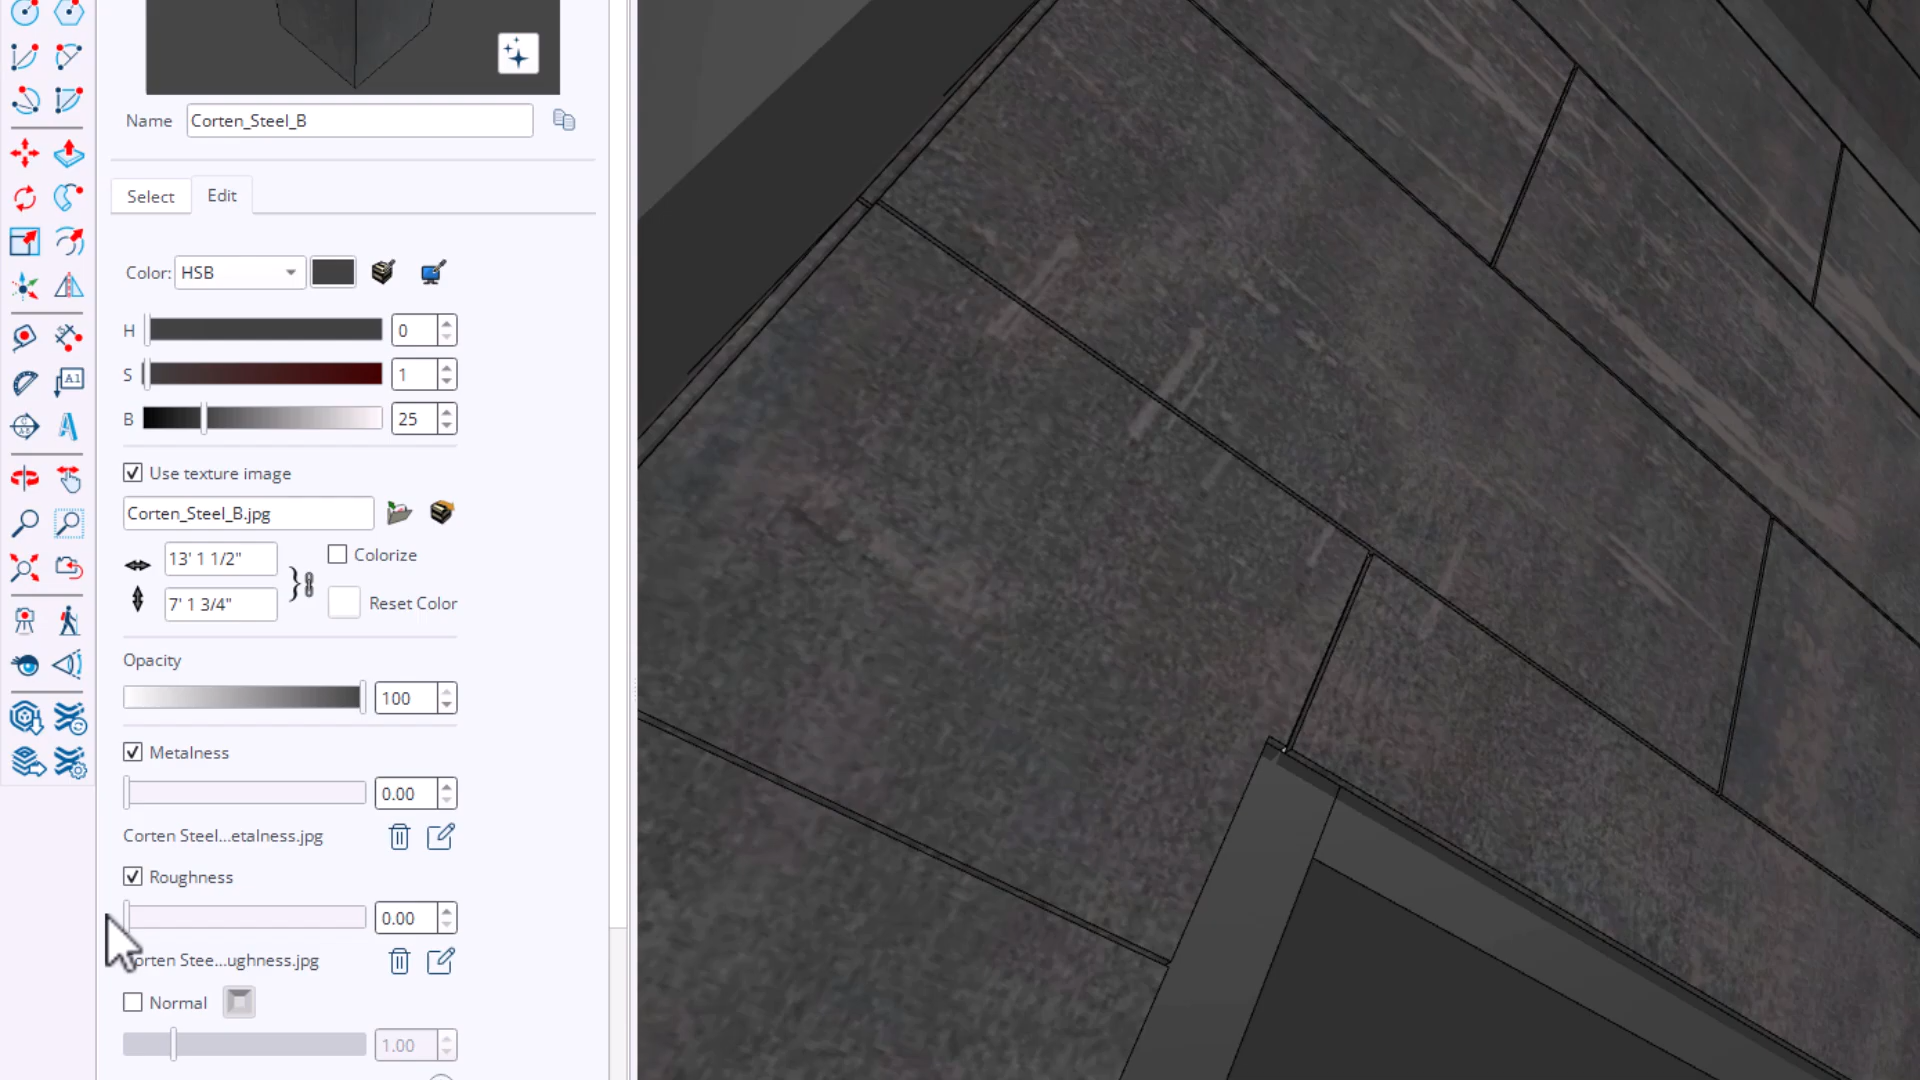 Name Corten_Steel_B
Select Edit
Color: HSB
H 0
S 1
B 25
Use texture image
Corten_Steel_B.jpg
13' 1 1/2"
Colorize
7' 1 3/4"
Reset Color
Opacity
100
Metalness
0.00
Corten Steel...etalness.jpg
Roughness
0.00
orten Stee...ughness.jpg
Normal
1.00
A1
A